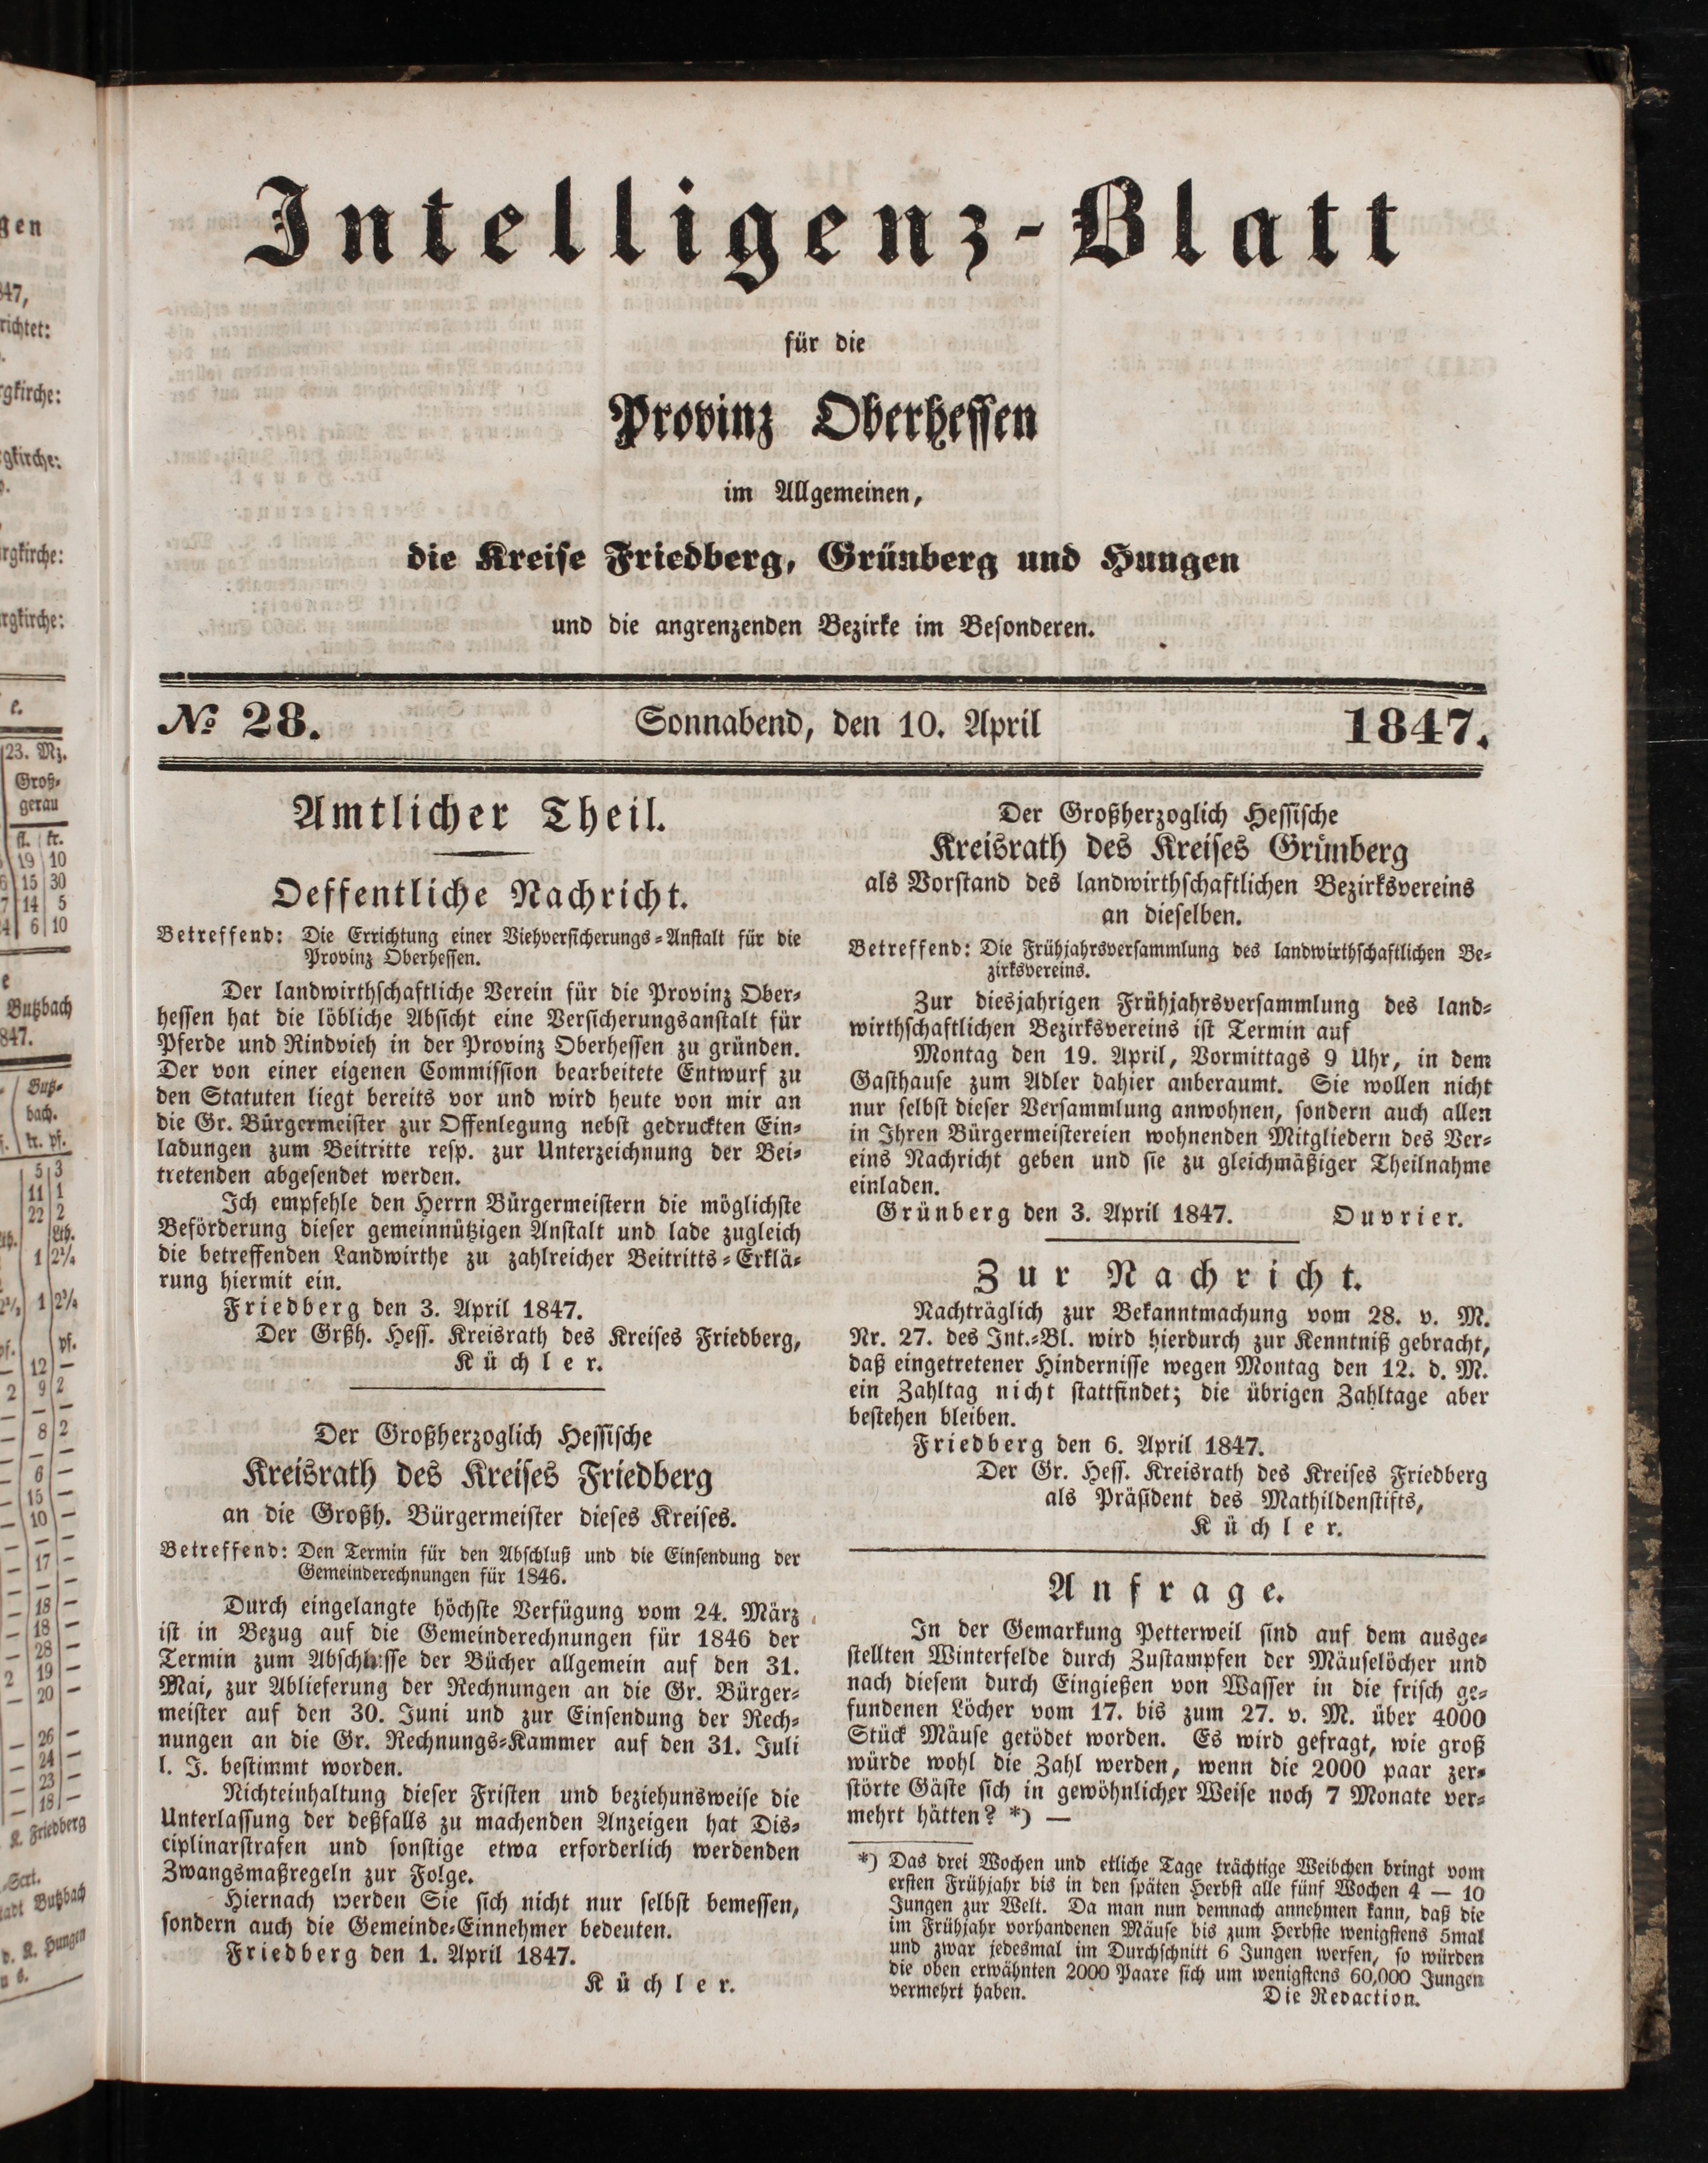 Intelligenz-Blatt
für die
Provinz Oberhessen
im Allgemeinen,
die Kreise Friedberg, Grünberg und Hungen
und die angrenzenden Bezirke im Besonderen.
No 28.
Sonnabend, den 10. April
1847.
Amtlicher Theil.
Oeffentliche Nachricht.
Betreffend: Die Errichtung einer Viehversicherungs-Anstalt für die
Provinz Oberhessen.
Der landwirthschaftliche Verein für die Provinz Ober-
hessen hat die löbliche Absicht eine Versicherungsanstalt für
Pferde und Rindvieh in der Provinz Oberhessen zu gründen.
Der von einer eigenen Commission bearbeitete Entwurf zu
den Statuten liegt bereits vor und wird heute von mir an
die Gr. Bürgermeister zur Offenlegung nebst gedruckten Ein-
ladungen zum Beitritte resp. zur Unterzeichnung der Bei-
tretenden abgesendet werden.
Ich empfehle den Herrn Bürgermeistern die möglichste
Beförderung dieser gemeinnützigen Anstalt und lade zugleich
die betreffenden Landwirthe zu zahlreicher Beitritts-Erklä-
rung hiermit ein.
Friedberg den 3. April 1847.
Der Grßh. Hess. Kreisrath des Kreises Friedberg,
Küchler.
Der Großherzoglich Hessische
Kreisrath des Kreises Friedberg
an die Großh. Bürgermeister dieses Kreises.
Betreffend: Den Termin für den Abschluß und die Einsendung der
Gemeinderechnungen für 1846.
Durch eingelangte höchste Verfügung vom 24. März
ist in Bezug auf die Gemeinderechnungen für 1846 der
Termin zum Abschlusse der Bücher allgemein auf den 31.
Mai, zur Ablieferung der Rechnungen an die Gr. Bürger-
meister auf den 30. Juni und zur Einsendung der Rech-
nungen an die Gr. Rechnungs-Kammer auf den 31. Juli
l. J. bestimmt worden.
Nichteinhaltung dieser Fristen und beziehunsweise die
Unterlassung der deßfalls zu machenden Anzeigen hat Dis-
ciplinarstrafen und sonstige etwa erforderlich werdenden
Zwangsmaßregeln zur Folge.
Hiernach werden Sie sich nicht nur selbst bemessen,
sondern auch die Gemeinde-Einnehmer bedeuten.
Friedberg den 1. April 1847.
Küchler.
Der Großherzoglich Hessische
Kreisrath des Kreises Grünberg
als Vorstand des landwirthschaftlichen Bezirksvereins
an dieselben.
Betreffend: Die Frühjahrsversammlung des landwirthschaftlichen Be-
zirksvereins.
Zur diesjahrigen Frühjahrsversammlung des land-
wirthschaftlichen Bezirksvereins ist Termin auf
Montag den 19. April, Vormittags 9 Uhr, in dem
Gasthause zum Adler dahier anberaumt. Sie wollen nicht
nur selbst dieser Versammlung anwohnen, sondern auch allen
in Ihren Bürgermeistereien wohnenden Mitgliedern des Ver-
eins Nachricht geben und sie zu gleichmäßiger Theilnahme
einladen.
Grünberg den 3. April 1847. Ouvrier.
Zur Nachricht.
Nachträglich zur Bekanntmachung vom 28. v. M.
Nr. 27. des Int.-Bl. wird hierdurch zur Kenntniß gebracht,
daß eingetretener Hindernisse wegen Montag den 12. d. M.
ein Zahltag nicht stattfindet; die übrigen Zahltage aber
bestehen bleiben.
Friedberg den 6. April 1847.
Der Gr. Hess. Kreisrath des Kreises Friedberg
als Präsident des Mathildenstifts,
Küchler.
Anfrage.
In der Gemarkung Petterweil sind auf dem ausge-
stellten Winterfelde durch Zustampfen der Mäuselöcher und
nach diesem durch Eingießen von Wasser in die frisch ge-
fundenen Löcher vom 17. bis zum 27. v. M. über 4000
Stück Mäuse getödet worden. Es wird gefragt, wie groß
würde wohl die Zahl werden, wenn die 2000 paar zer-
störte Gäste sich in gewöhnlicher Weise noch 7 Monate ver-
mehrt hätten? *) —
*) Das drei Wochen und etliche Tage trächtige Weibchen bringt vom
ersten Frühjahr bis in den späten Herbst alle fünf Wochen 4 — 10
Jungen zur Welt. Da man nun demnach annehmen kann, daß die
im Frühjahr vorhandenen Mäuse bis zum Herbste wenigstens 5mal
und zwar jedesmal im Durchschnitt 6 Jungen werfen, so würden
die oben erwähnten 2000 Paare sich um wenigstens 60,000 Jungen
vermehrt haben. Die Redaction.